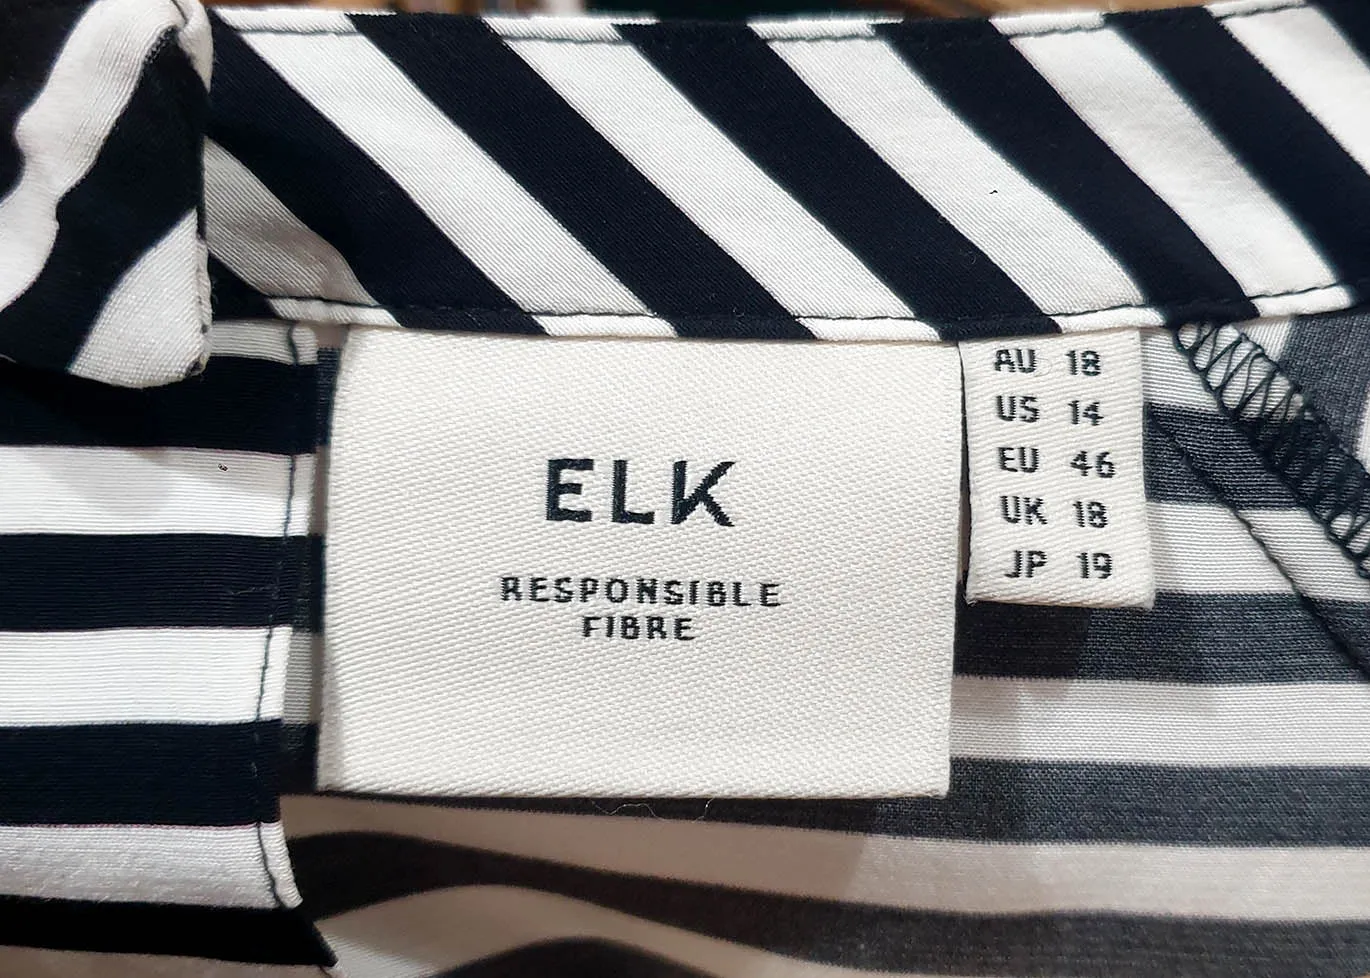 ELK
RESPONSIBLE
FIBRE
AU 18
US 14
EU 46
UK 18
JP 19